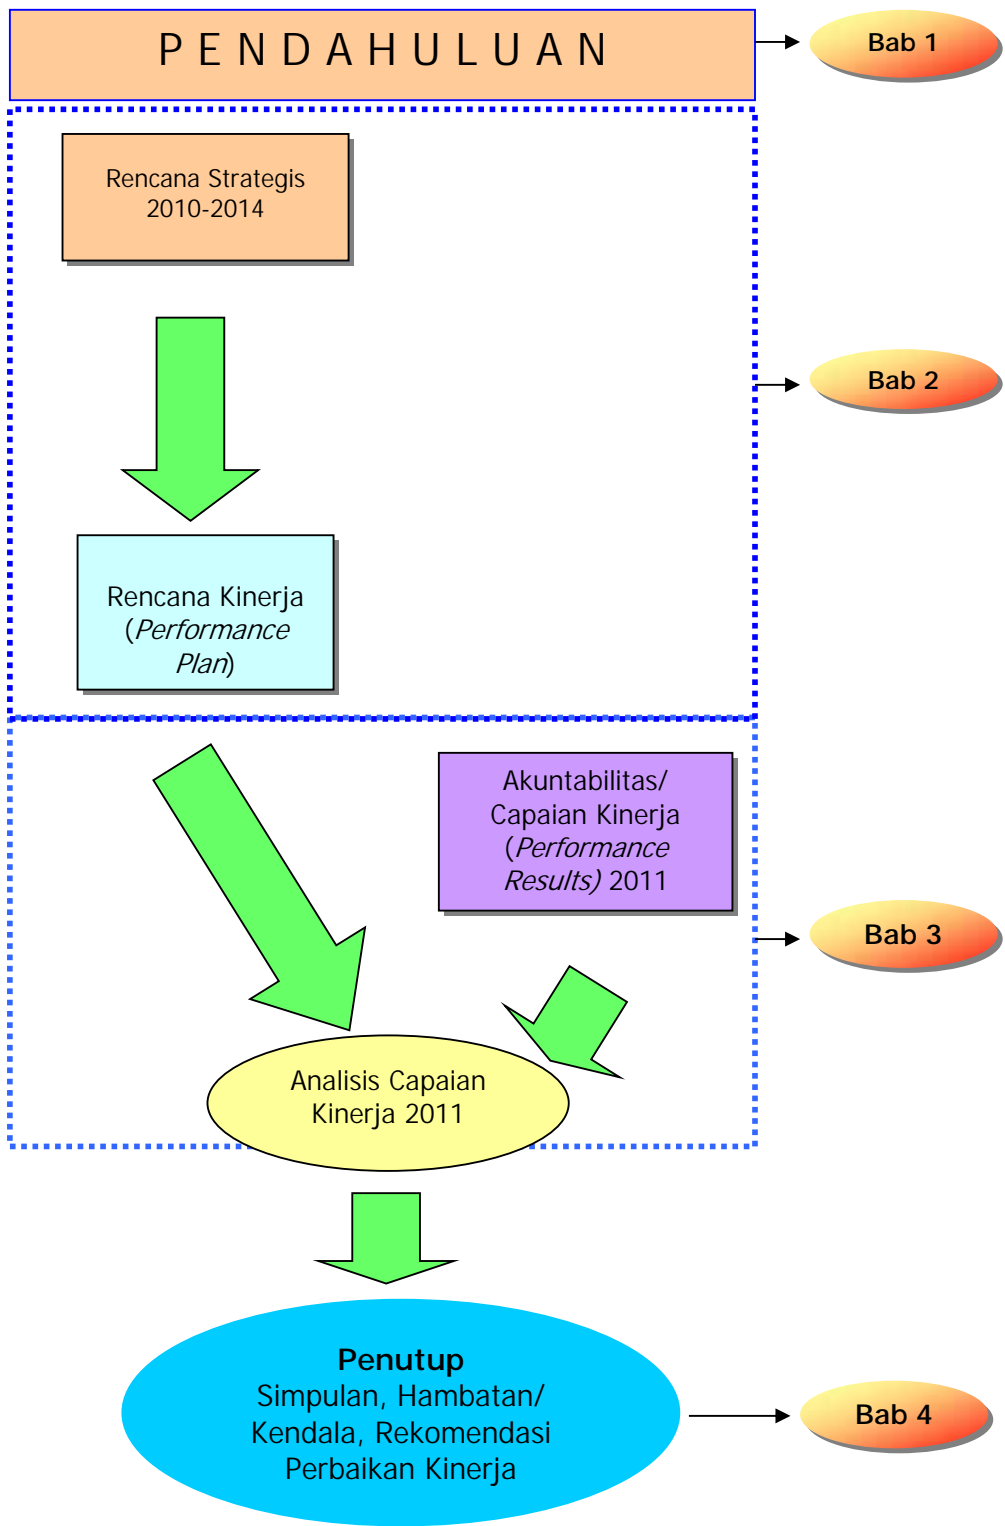 PENDAHULUAN
Bab 1
Rencana Strategis
2010-2014
Bab 2
Rencana Kinerja
(Performance
Plan)
Akuntabilitas/
Capaian Kinerja
(Performance
Results) 2011
Bab 3
Analisis Capaian
Kinerja 2011
Penutup
Simpulan, Hambatan/
Kendala, Rekomendasi
Perbaikan Kinerja
Bab 4